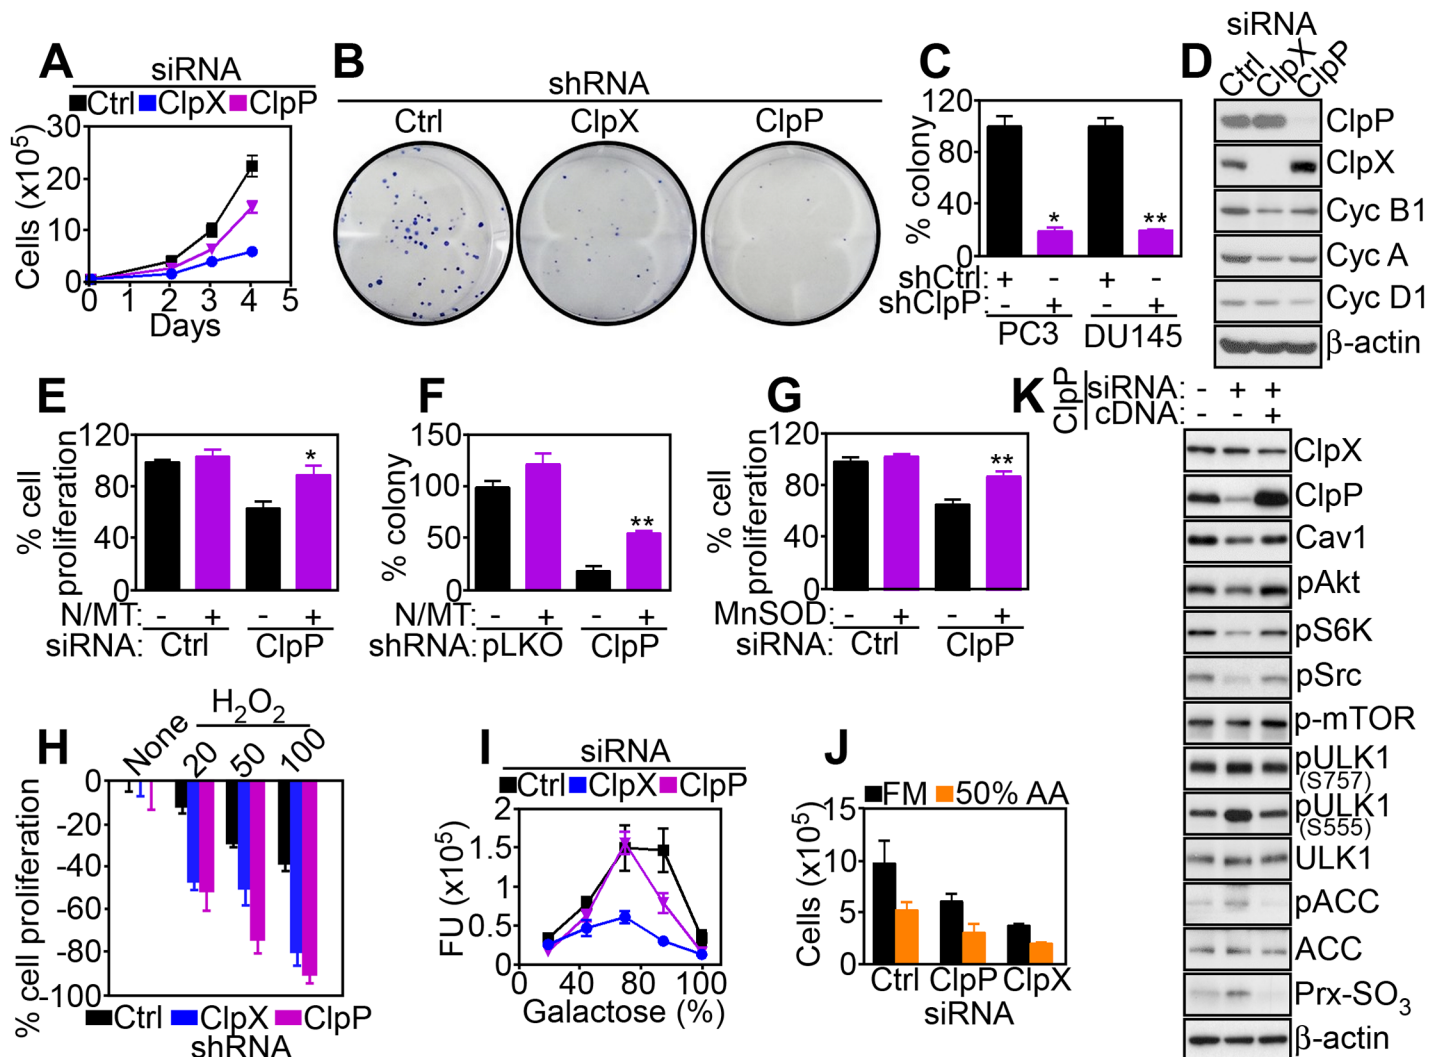 A
siRNA
Ctrl ClpX ClpP
Cells (x10⁵)
30
20
10
0
0 1 2 3 4 5
Days
B
shRNA
Ctrl ClpX ClpP
C
% colony
120
80
40
0
* **
shCtrl: + - + -
shClpP: - + - +
PC3 DU145
D
siRNA
Ctrl ClpX ClpP
ClpP
ClpX
Cyc B1
Cyc A
Cyc D1
β-actin
E
% cell
proliferation
120
80
40
0
*
N/MT: - + - +
siRNA: Ctrl ClpP
F
% colony
150
100
50
0
**
N/MT: - + - +
shRNA: pLKO ClpP
G
% cell
proliferation
120
80
40
0
**
MnSOD: - + - +
siRNA: Ctrl ClpP
H
H₂O₂
None 20 50 100
% cell proliferation
0
-20
-40
-60
-80
-100
Ctrl ClpX ClpP
shRNA
I
siRNA
Ctrl ClpX ClpP
FU (x10⁵)
2
1.5
1
0.5
0
0 40 80 100
Galactose (%)
J
FM 50% AA
Cells (x10⁵)
15
10
5
0
Ctrl ClpP ClpX
siRNA
K
ClpP
siRNA: - + +
cDNA: - - +
ClpX
ClpP
Cav1
pAkt
pS6K
pSrc
p-mTOR
pULK1
(S757)
pULK1
(S555)
ULK1
pACC
ACC
Prx-SO₃
β-actin